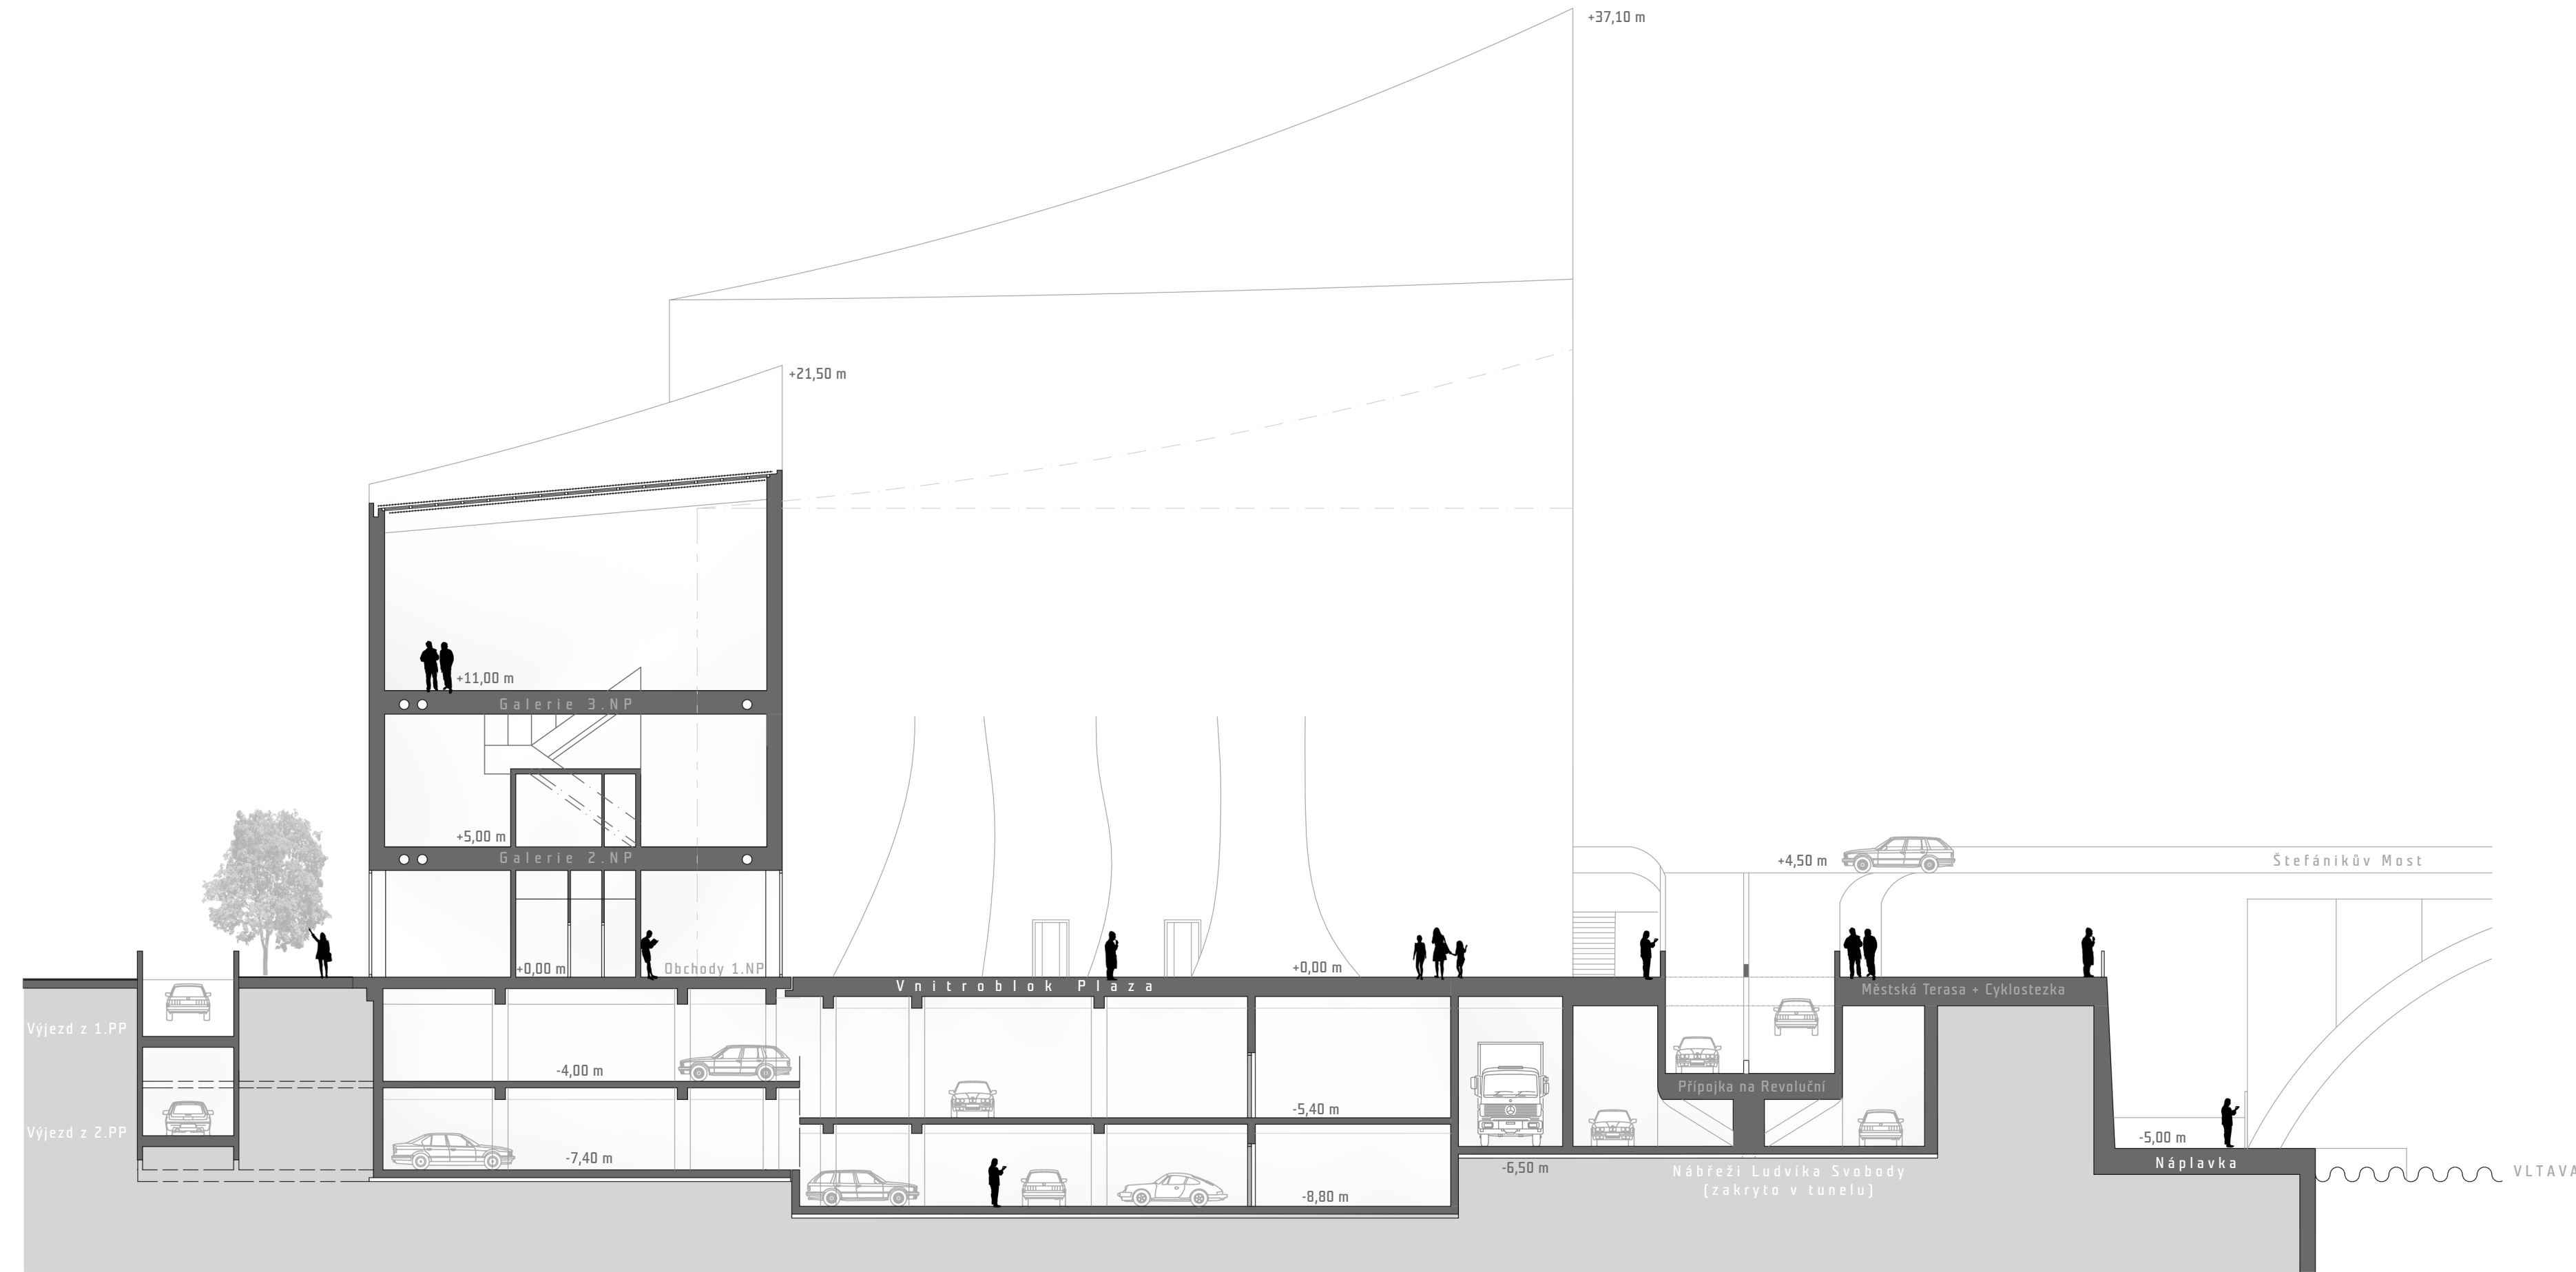 +37,10 m
+21,50 m
+11,00 m
Galerie 3.NP
+5,00 m
Galerie 2.NP
+4,50 m
Štefánikův Most
+0,00 m
Obchody 1.NP
+0,00 m
Vnitroblok Plaza
Městská Terasa + Cyklostezka
Výjezd z 1.PP
-4,00 m
Přípojka na Revoluční
-5,40 m
Výjezd z 2.PP
-5,00 m
-7,40 m
Náplavka
-6,50 m
Nábřeži Ludvíka Svobody
(zakryto v tunelu)
VLTAVA
-8,80 m